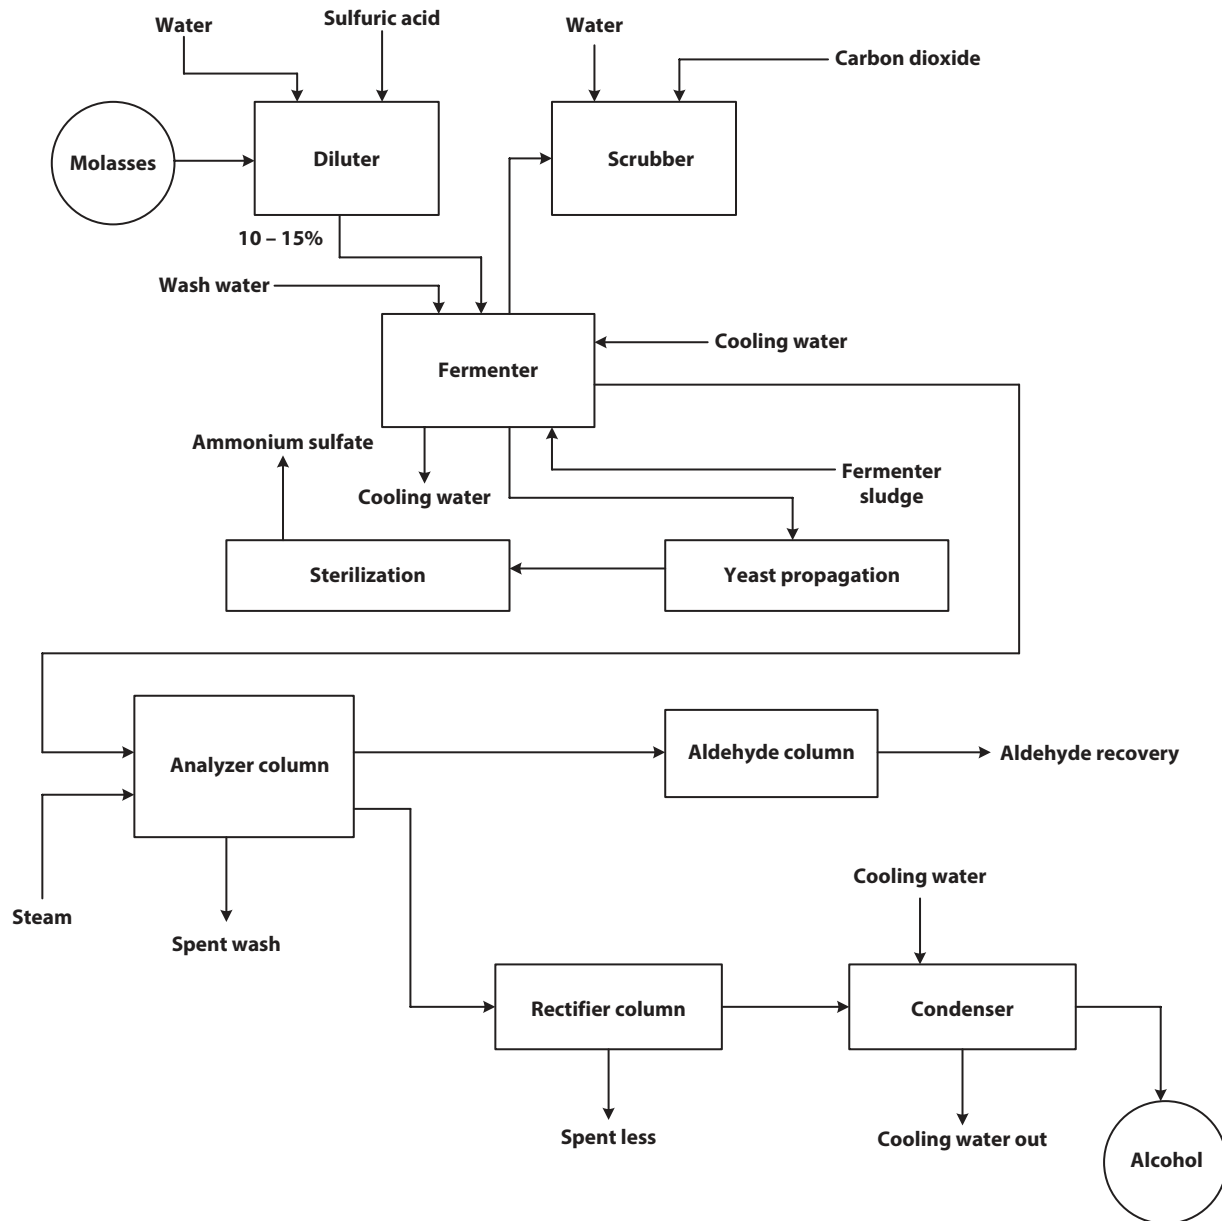 Water
Sulfuric acid
Water
Carbon dioxide
Molasses
Diluter
Scrubber
10 – 15%
Wash water
Cooling water
Fermenter
Ammonium sulfate
Cooling water
Fermenter
sludge
Sterilization
Yeast propagation
Analyzer column
Aldehyde column
Aldehyde recovery
Steam
Spent wash
Cooling water
Rectifier column
Condenser
Spent less
Cooling water out
Alcohol